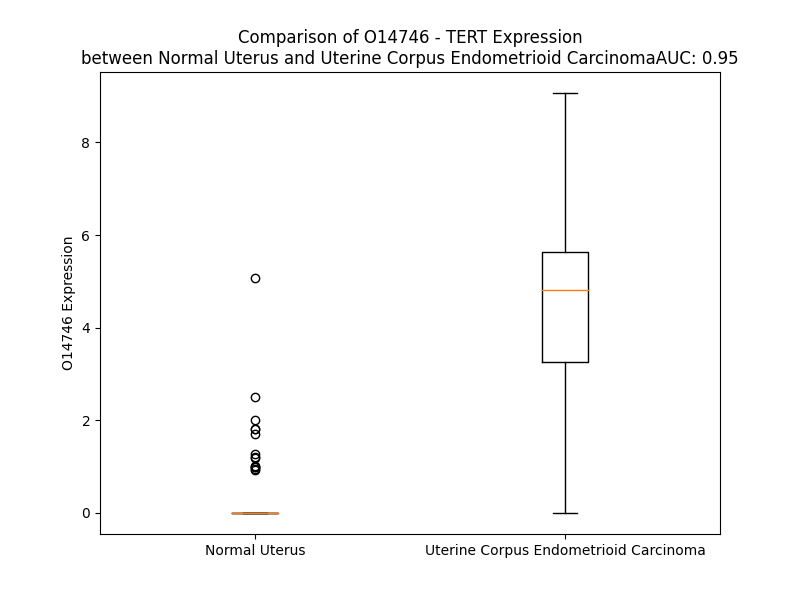 Comparison of O14746 - TERT Expression
between Normal Uterus and Uterine Corpus Endometrioid CarcinomaAUC: 0.95
8
6
4
2
0
O14746 Expression
Normal Uterus
Uterine Corpus Endometrioid Carcinoma